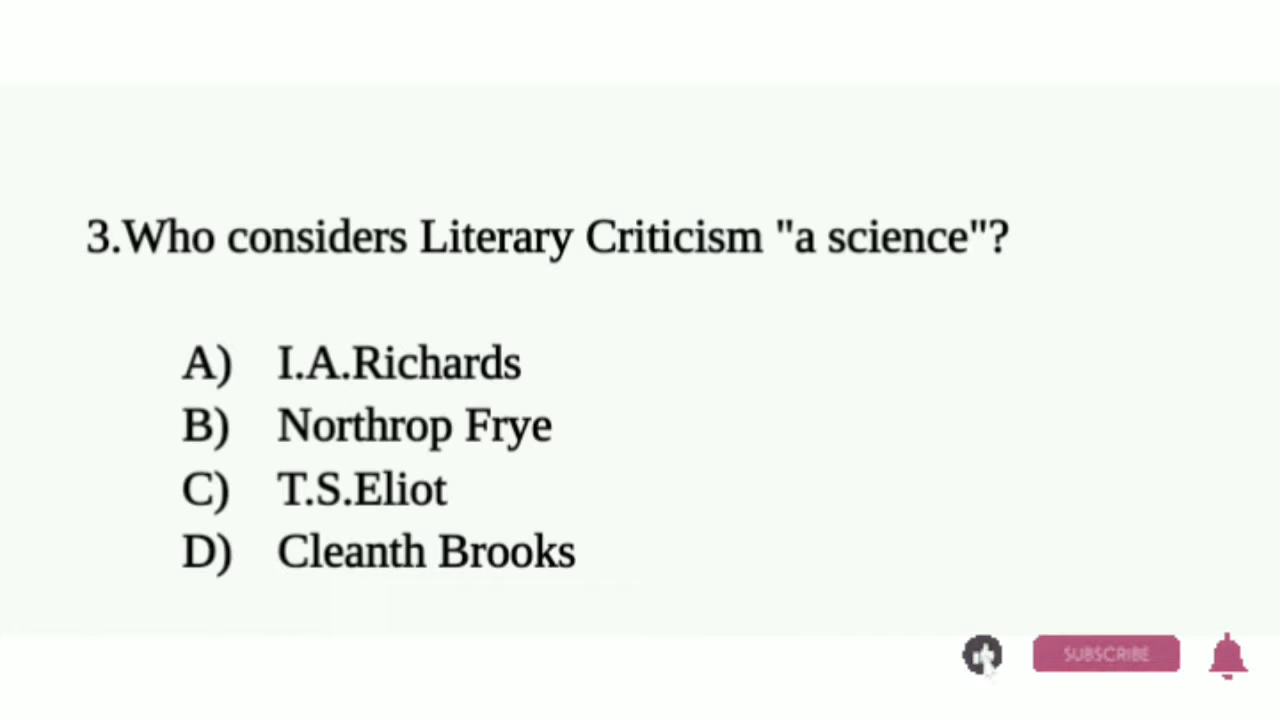 3.Who considers Literary Criticism "a science"?
A) I.A.Richards
B) Northrop Frye
C) T.S.Eliot
D) Cleanth Brooks
SUBSCRIBE